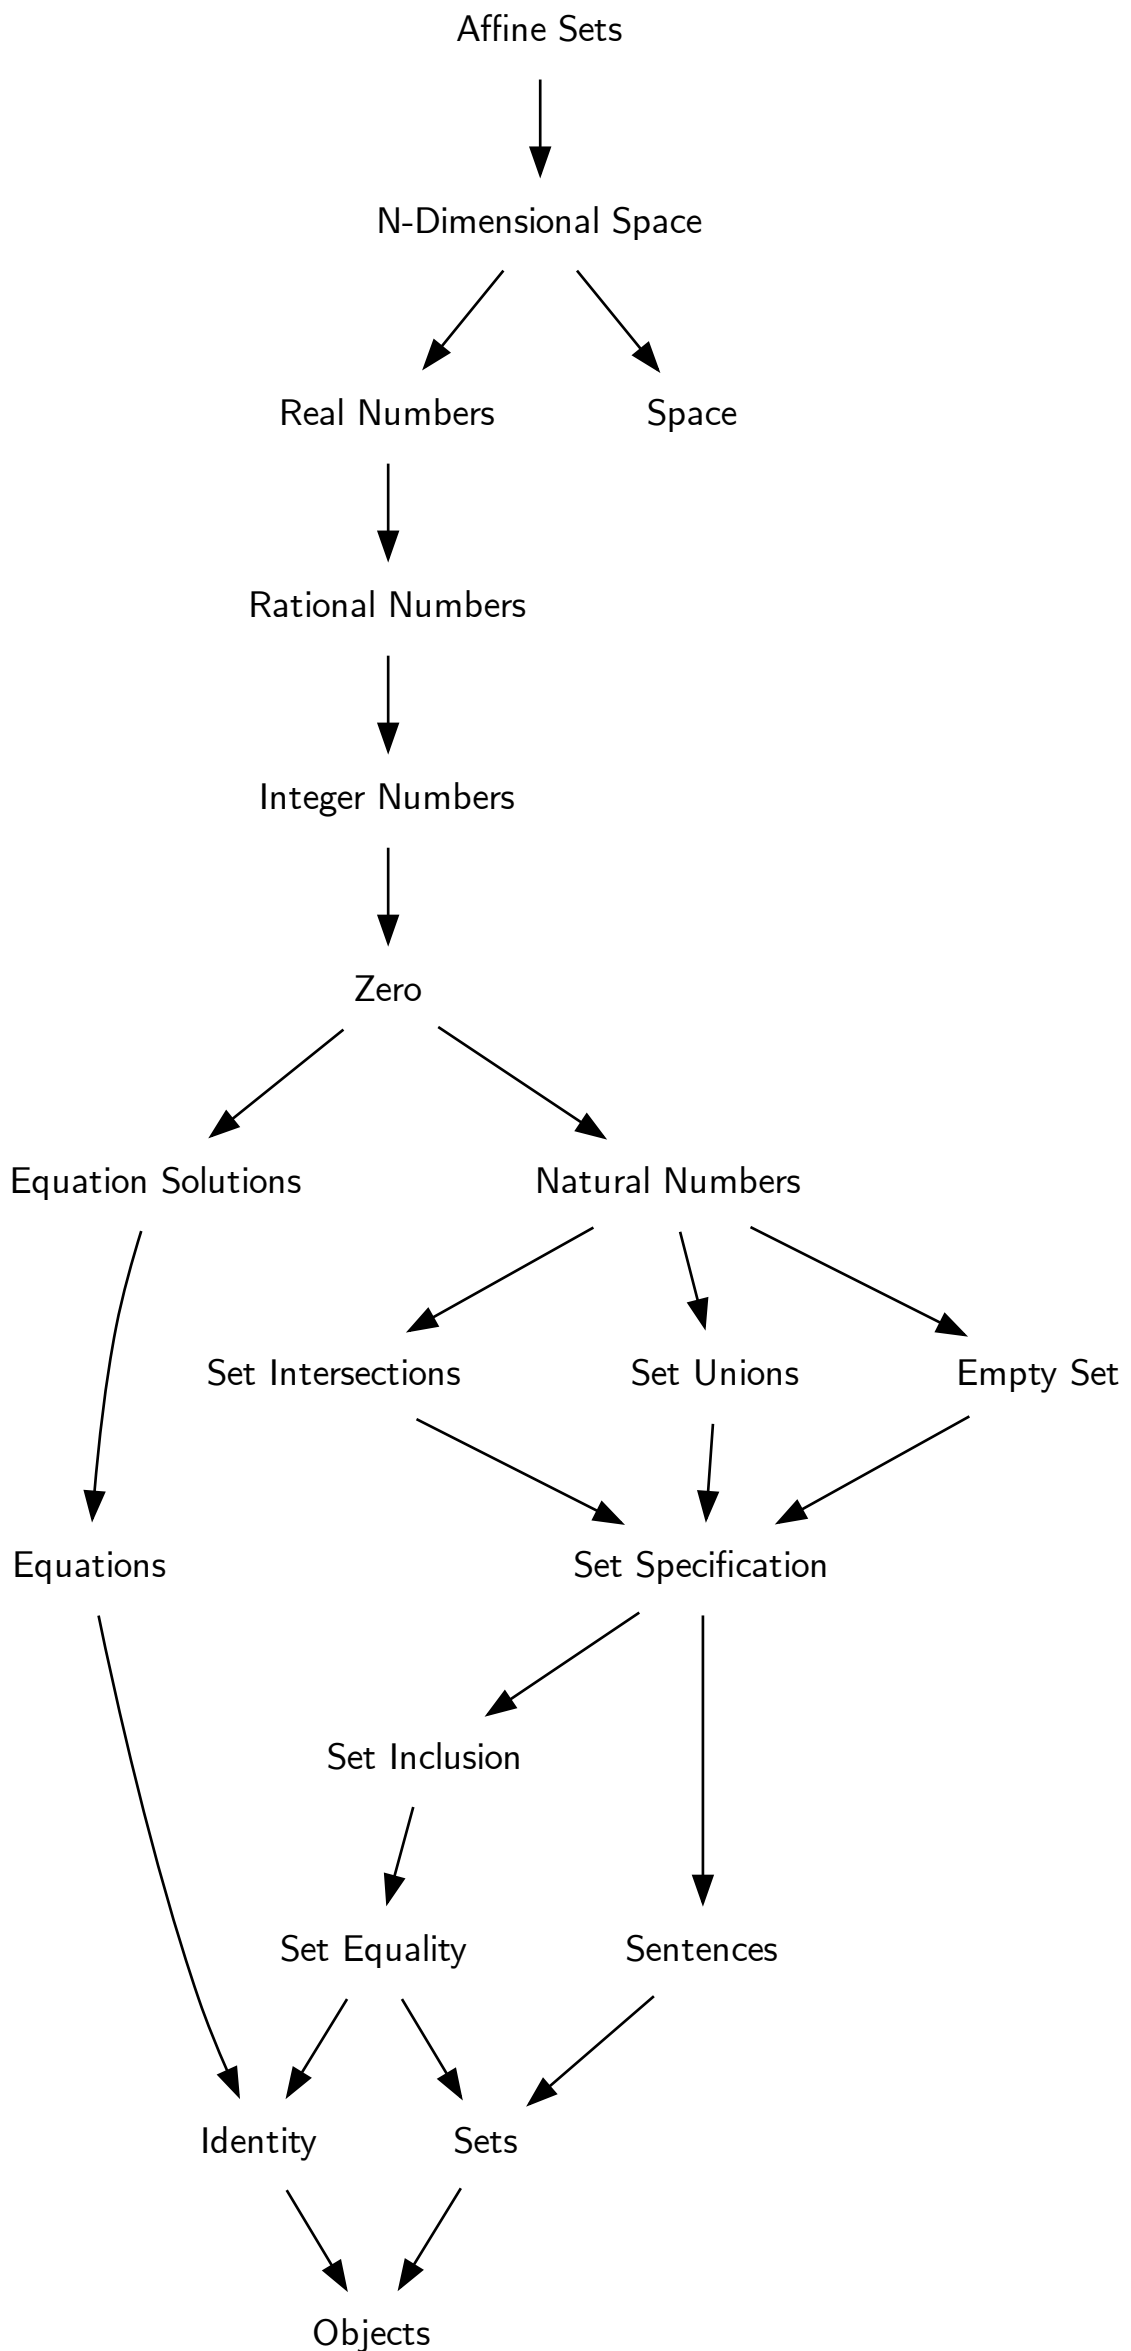 Affine Sets
N-Dimensional Space
Real Numbers
Space
Rational Numbers
Integer Numbers
Zero
Equation Solutions
Natural Numbers
Set Intersections
Set Unions
Empty Set
Equations
Set Specification
Set Inclusion
Set Equality
Sentences
Identity
Sets
Objects